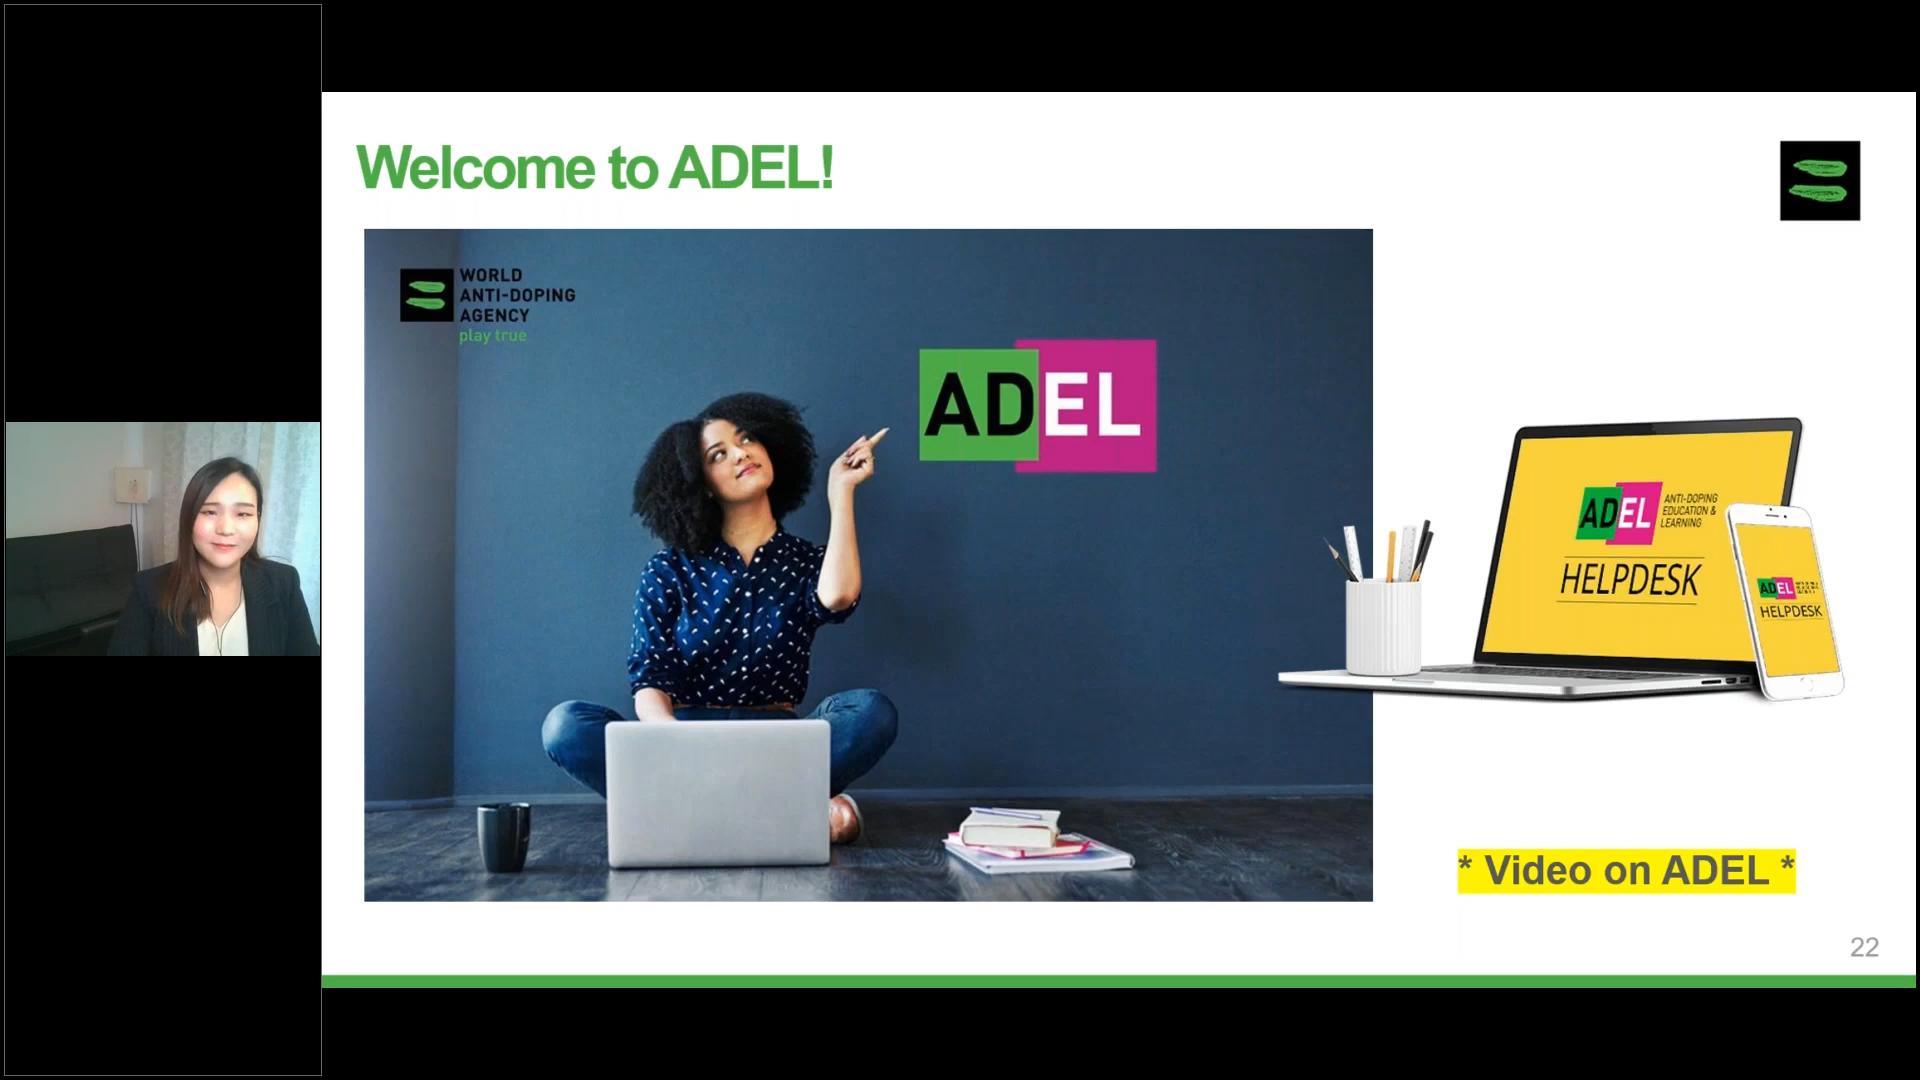 Welcome to ADEL!
WORLD
ANTI-DOPING
AGENCY
play true
ADEL
ADEL
ANTI-DOPING
EDUCATION &
LEARNING
HELPDESK
ADEL
HELPDESK
* Video on ADEL *
22